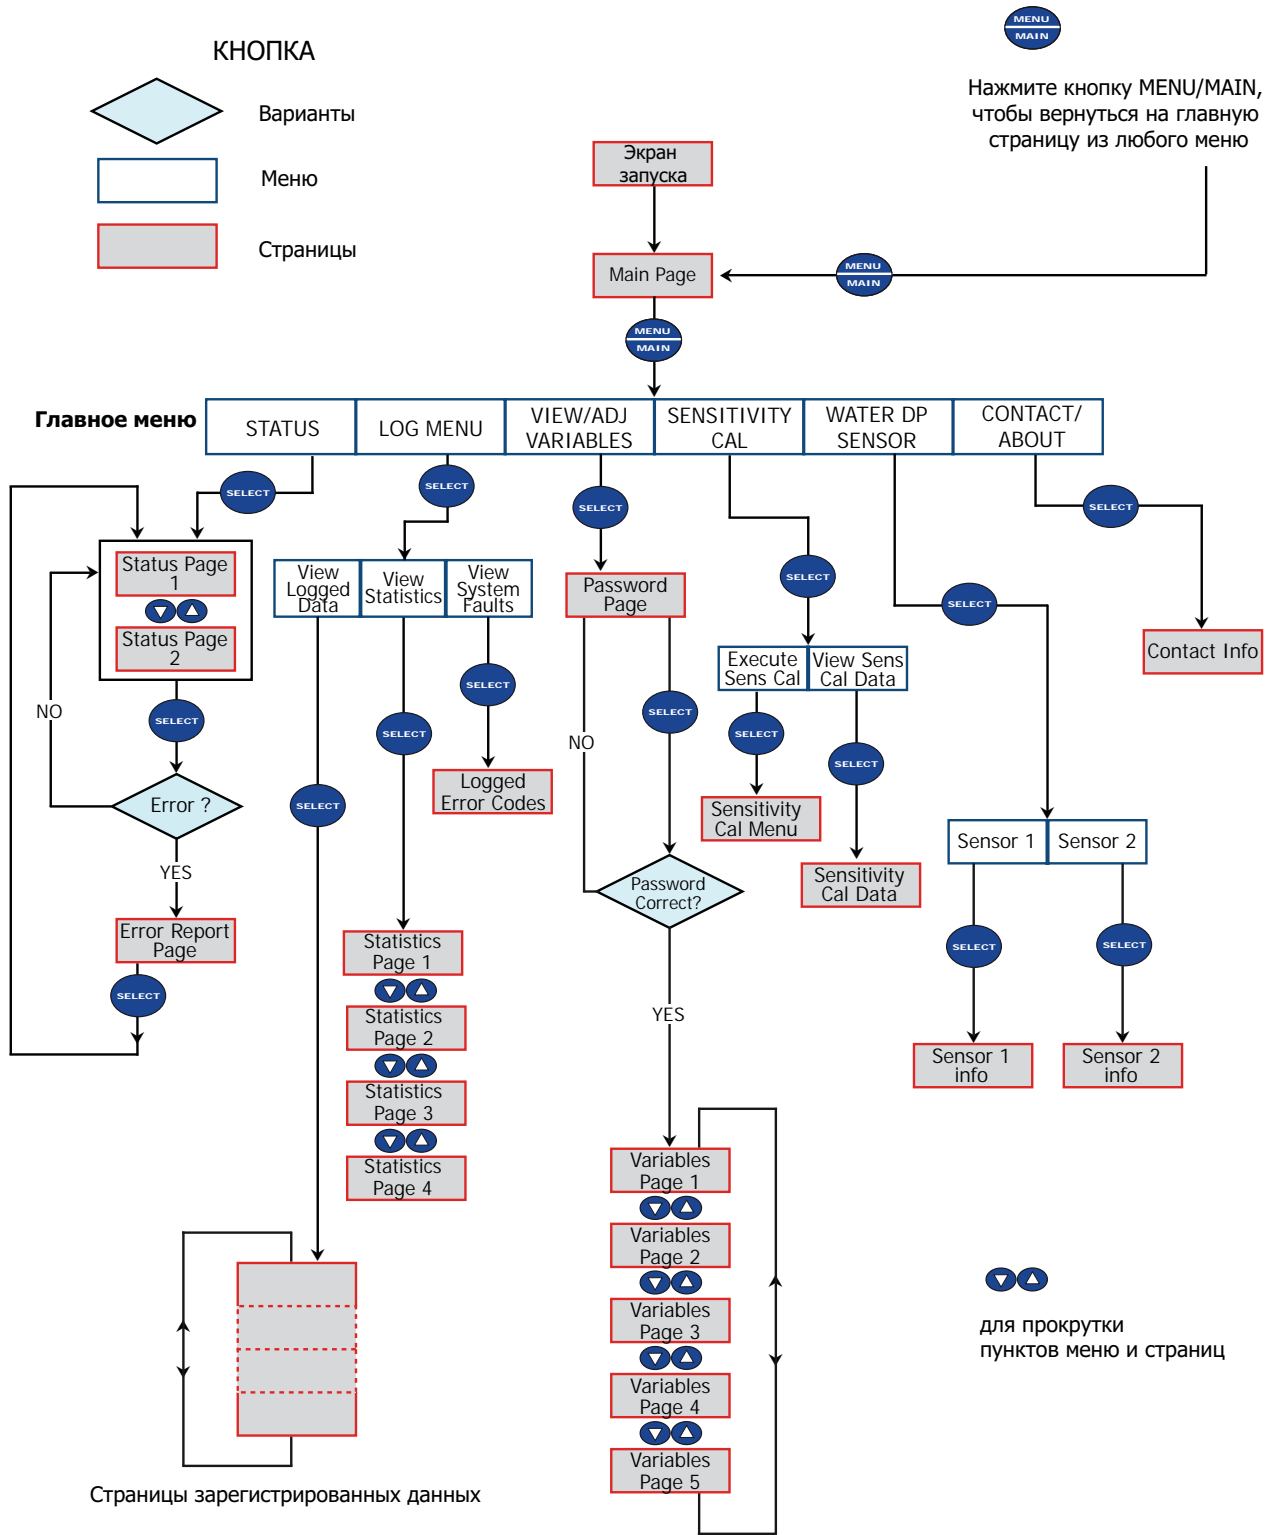 MENU
MAIN
КНОПКА
Нажмите кнопку MENU/MAIN,
чтобы вернуться на главную
страницу из любого меню
Варианты
Меню
Страницы
Экран
запуска
Main Page
MENU
MAIN
MENU
MAIN
Главное меню
STATUS
LOG MENU
VIEW/ADJ
VARIABLES
SENSITIVITY
CAL
WATER DP
SENSOR
CONTACT/
ABOUT
SELECT
SELECT
SELECT
SELECT
SELECT
SELECT
Status Page
1
Status Page
2
View
Logged
Data
View
Statistics
View
System
Faults
Password
Page
Execute
Sens Cal
View Sens
Cal Data
Contact Info
NO
SELECT
SELECT
SELECT
SELECT
SELECT
SELECT
NO
Error ?
SELECT
Logged
Error Codes
Sensitivity
Cal Menu
Sensor 1
Sensor 2
YES
Password
Correct?
Sensitivity
Cal Data
Error Report
Page
SELECT
Statistics
Page 1
SELECT
SELECT
Statistics
Page 2
YES
Sensor 1
info
Sensor 2
info
Statistics
Page 3
Statistics
Page 4
Variables
Page 1
Variables
Page 2
Variables
Page 3
Variables
Page 4
Variables
Page 5
для прокрутки
пунктов меню и страниц
Страницы зарегистрированных данных